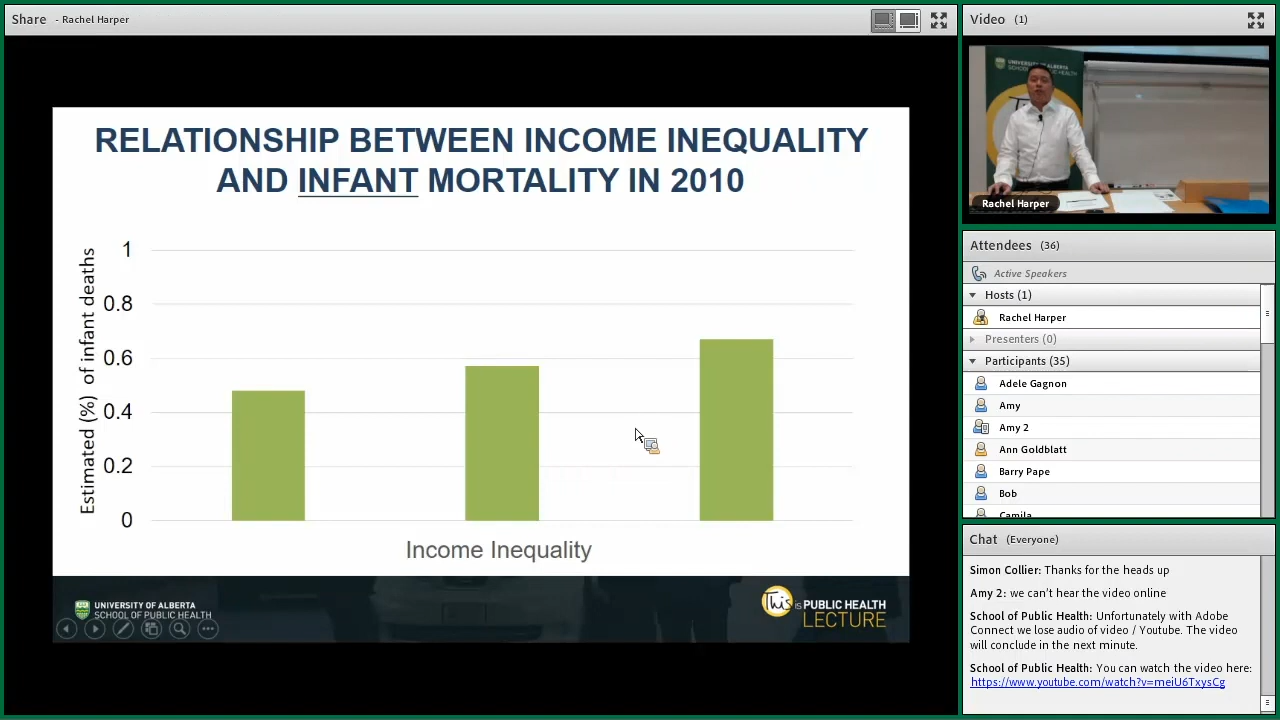 Share - Rachel Harper
RELATIONSHIP BETWEEN INCOME INEQUALITY
AND INFANT MORTALITY IN 2010
Estimated (%) of infant deaths
1
0.8
0.6
0.4
0.2
0
Income Inequality
UNIVERSITY OF ALBERTA
SCHOOL OF PUBLIC HEALTH
This is PUBLIC HEALTH
LECTURE
Video (1)
UNIVERSITY OF ALBERTA
Rachel Harper
Attendees (36)
Active Speakers
Hosts (1)
Rachel Harper
Presenters (0)
Participants (35)
Adele Gagnon
Amy
Amy 2
Ann Goldblatt
Barry Pape
Bob
Camila
Chat (Everyone)
Simon Collier: Thanks for the heads up
Amy 2: we can't hear the video online
School of Public Health: Unfortunately with Adobe
Connect we lose audio of video / Youtube. The video
will conclude in the next minute.
School of Public Health: You can watch the video here:
https://www.youtube.com/watch?v=meiU6TxysCg